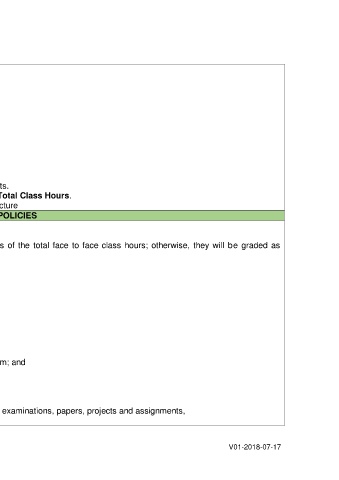 ts.
Total Class Hours.
cture
POLICIES
s of the total face to face class hours; otherwise, they will be graded as
m; and
examinations, papers, projects and assignments,
V01-2018-07-17